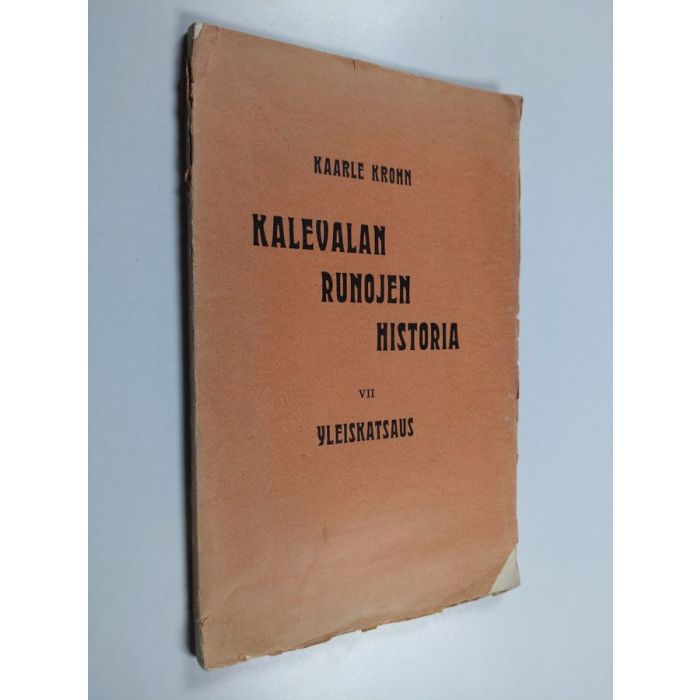 KAARLE KROHN
KALEVALAN
RUNOJEN
HISTORIA
VII
YLEISKATSAUS